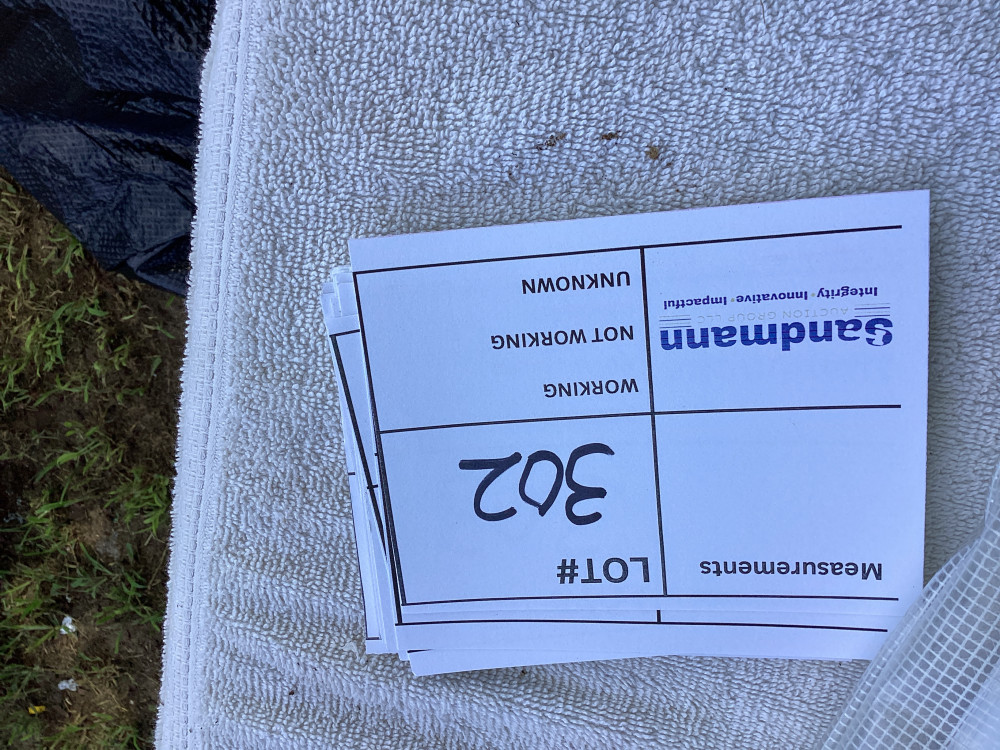 Measurements
LOT#
302
Sandmann
AUCTION GROUP LLC
Integrity · Innovative · Impactful
WORKING
NOT WORKING
UNKNOWN